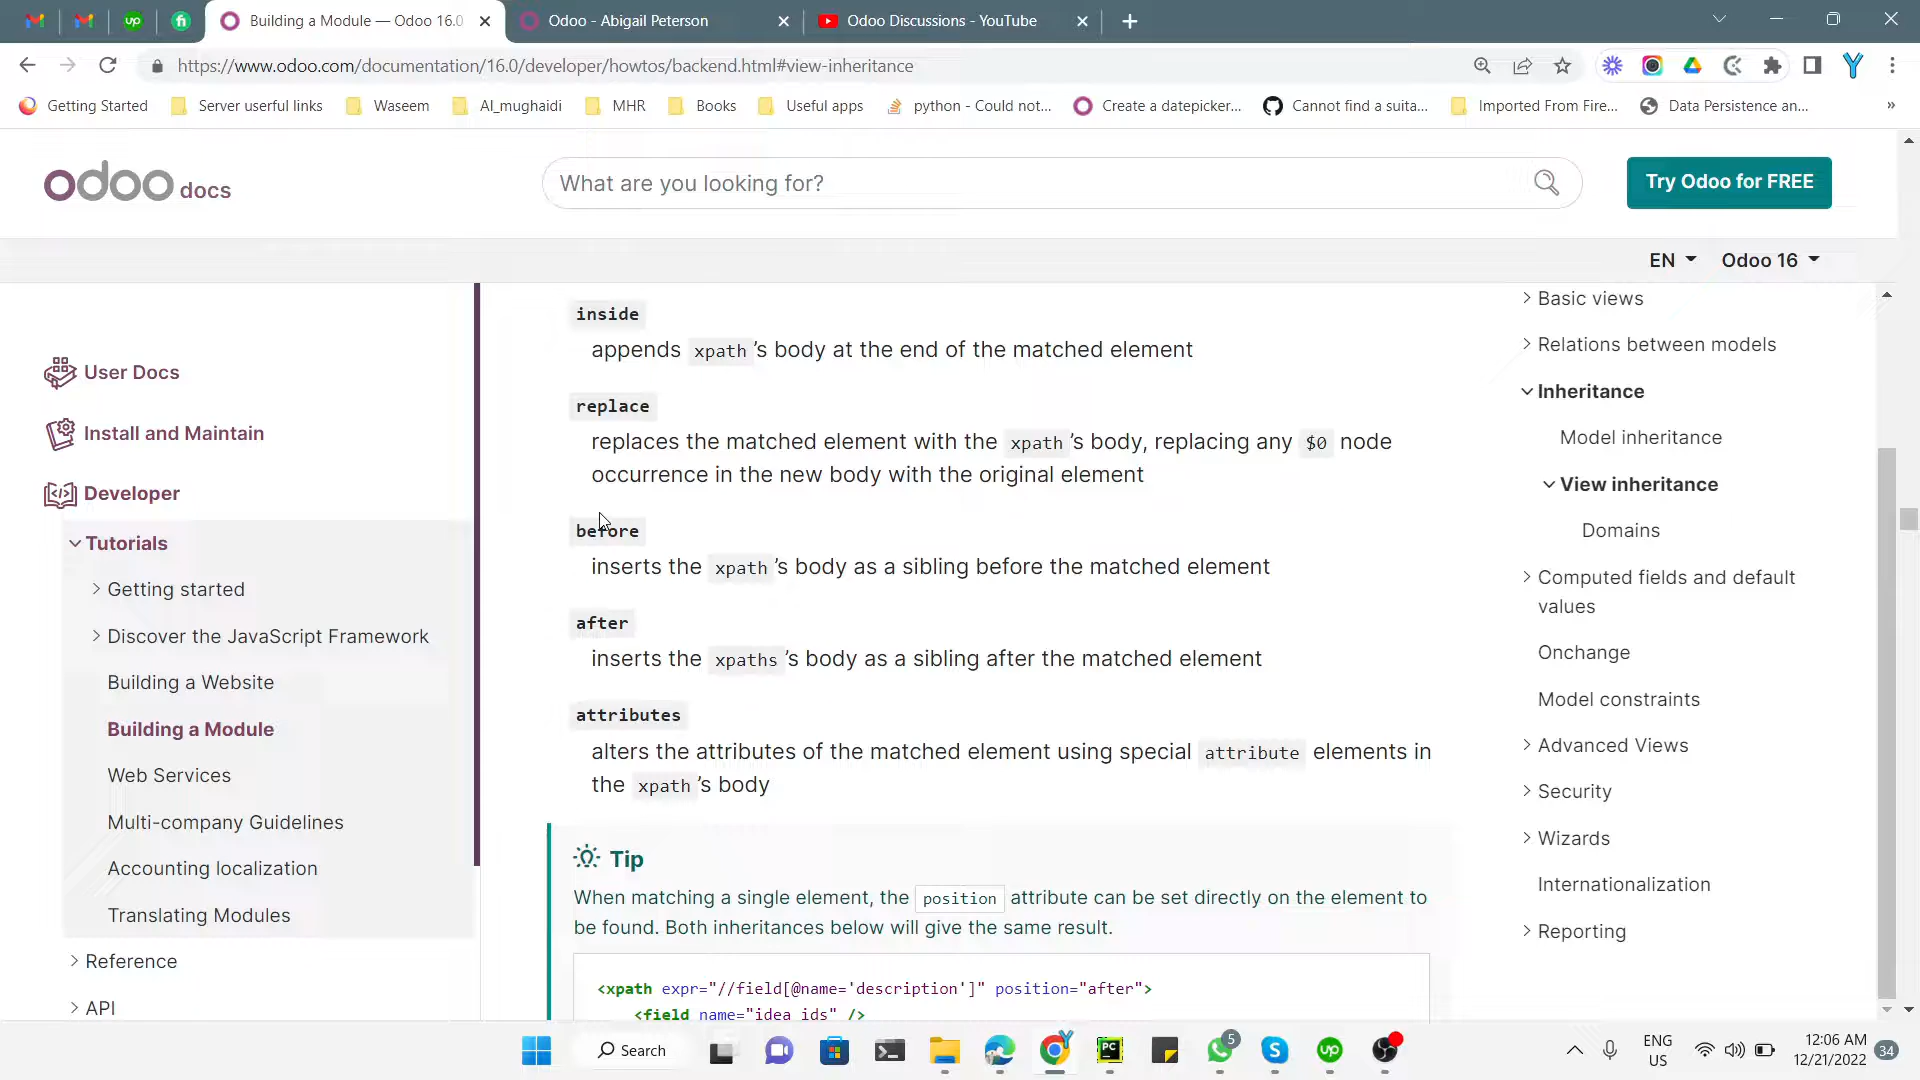 Building a Module — Odoo 16.0
Odoo - Abigail Peterson
Odoo Discussions - YouTube
https://www.odoo.com/documentation/16.0/developer/howtos/backend.html#view-inheritance
Getting Started
Server userful links
Waseem
Al_mughaidi
MHR
Books
Useful apps
python - Could not...
Create a datepicker...
Cannot find a suita...
Imported From Fire...
Data Persistence an...
odoo docs
What are you looking for?
Try Odoo for FREE
EN
Odoo 16
User Docs
Install and Maintain
Developer
Tutorials
Getting started
Discover the JavaScript Framework
Building a Website
Building a Module
Web Services
Multi-company Guidelines
Accounting localization
Translating Modules
Reference
API
inside
appends xpath's body at the end of the matched element
replace
replaces the matched element with the xpath's body, replacing any $0 node
occurrence in the new body with the original element
before
inserts the xpath's body as a sibling before the matched element
after
inserts the xpaths's body as a sibling after the matched element
attributes
alters the attributes of the matched element using special attribute elements in
the xpath's body
Tip
When matching a single element, the position attribute can be set directly on the element to
be found. Both inheritances below will give the same result.
<xpath expr="//field[@name='description']" position="after">
<field name="idea_ids" />
Basic views
Relations between models
Inheritance
Model inheritance
View inheritance
Domains
Computed fields and default
values
Onchange
Model constraints
Advanced Views
Security
Wizards
Internationalization
Reporting
Search
PC
5
up
ENG
US
12:06 AM
12/21/2022
34